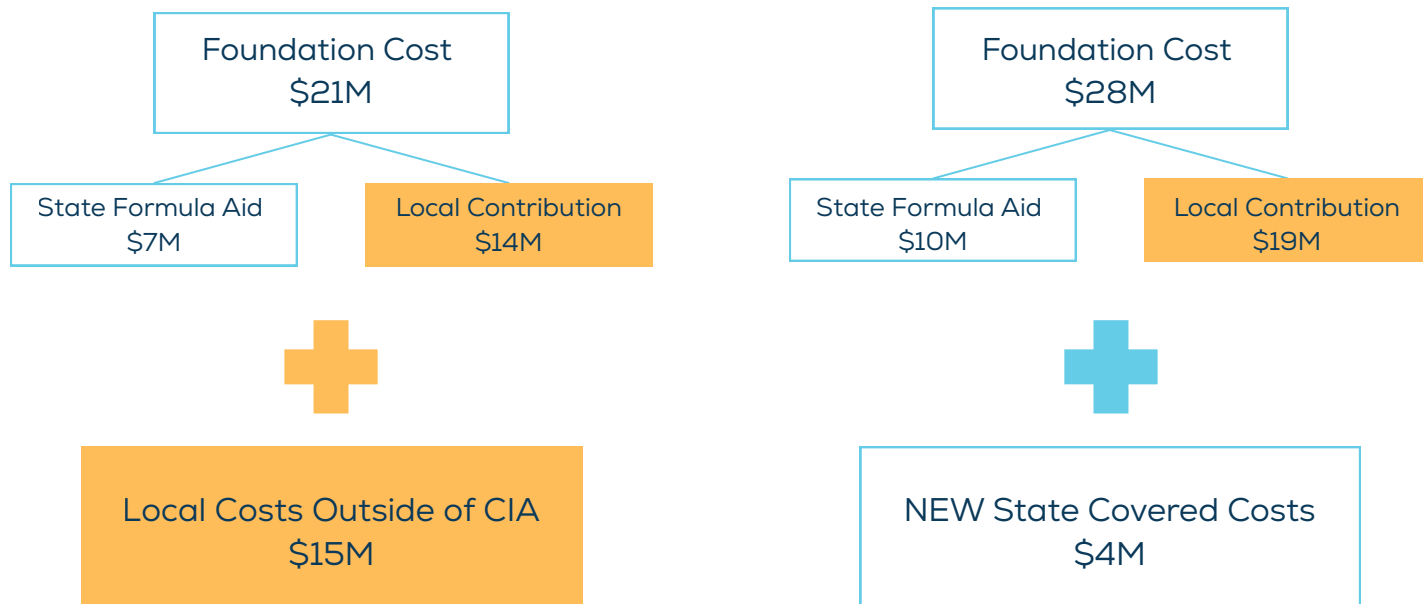 Foundation Cost
$21M
State Formula Aid
$7M
Local Contribution
$14M
Local Costs Outside of CIA
$15M
Foundation Cost
$28M
State Formula Aid
$10M
Local Contribution
$19M
NEW State Covered Costs
$4M